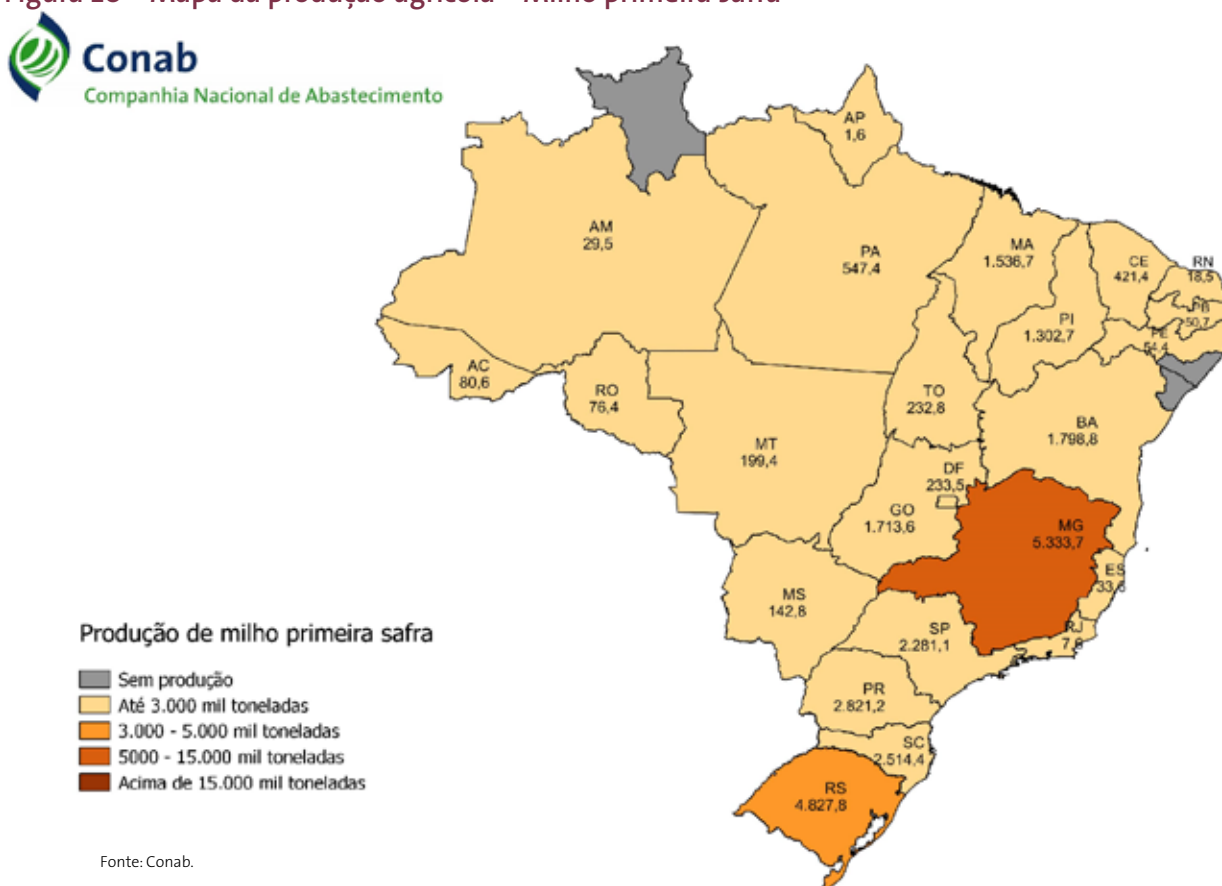 Conab
Companhia Nacional de Abastecimento
AP
1,6
AM
29,5
PA
547,4
MA
1.536,7
CE
421,4
RN
18,5
PB
50,7
PI
1.302,7
PE
54,4
AC
80,6
RO
76,4
TO
232,8
BA
1.798,8
MT
199,4
DF
233,5
GO
1.713,6
MG
5.333,7
ES
MS
142,8
SP
2.281,1
RJ
PR
2.821,2
SC
2.514,4
RS
4.827,8
Produção de milho primeira safra
Sem produção
Até 3.000 mil toneladas
3.000 - 5.000 mil toneladas
5000 - 15.000 mil toneladas
Acima de 15.000 mil toneladas
Fonte: Conab.